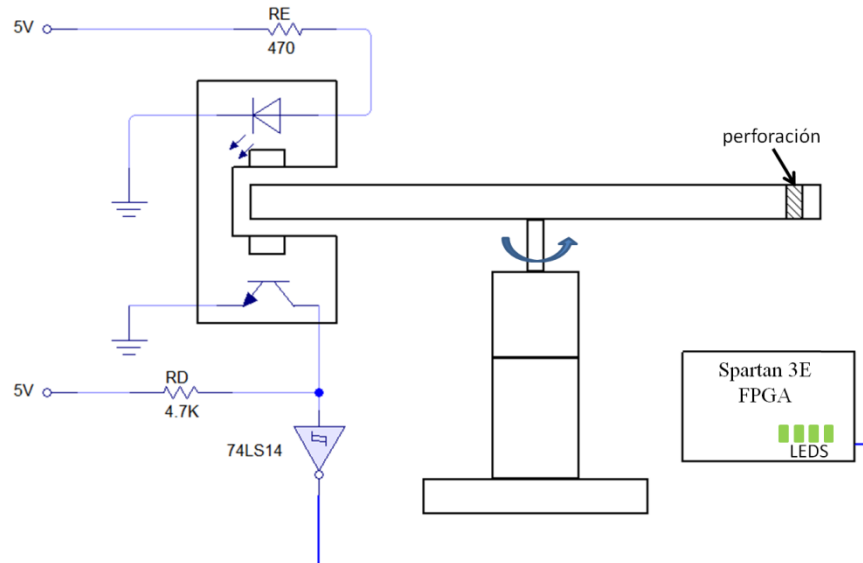 RE
5V
470
perforación
Spartan 3E
FPGA
LEDS
5V
RD
4.7K
74LS14